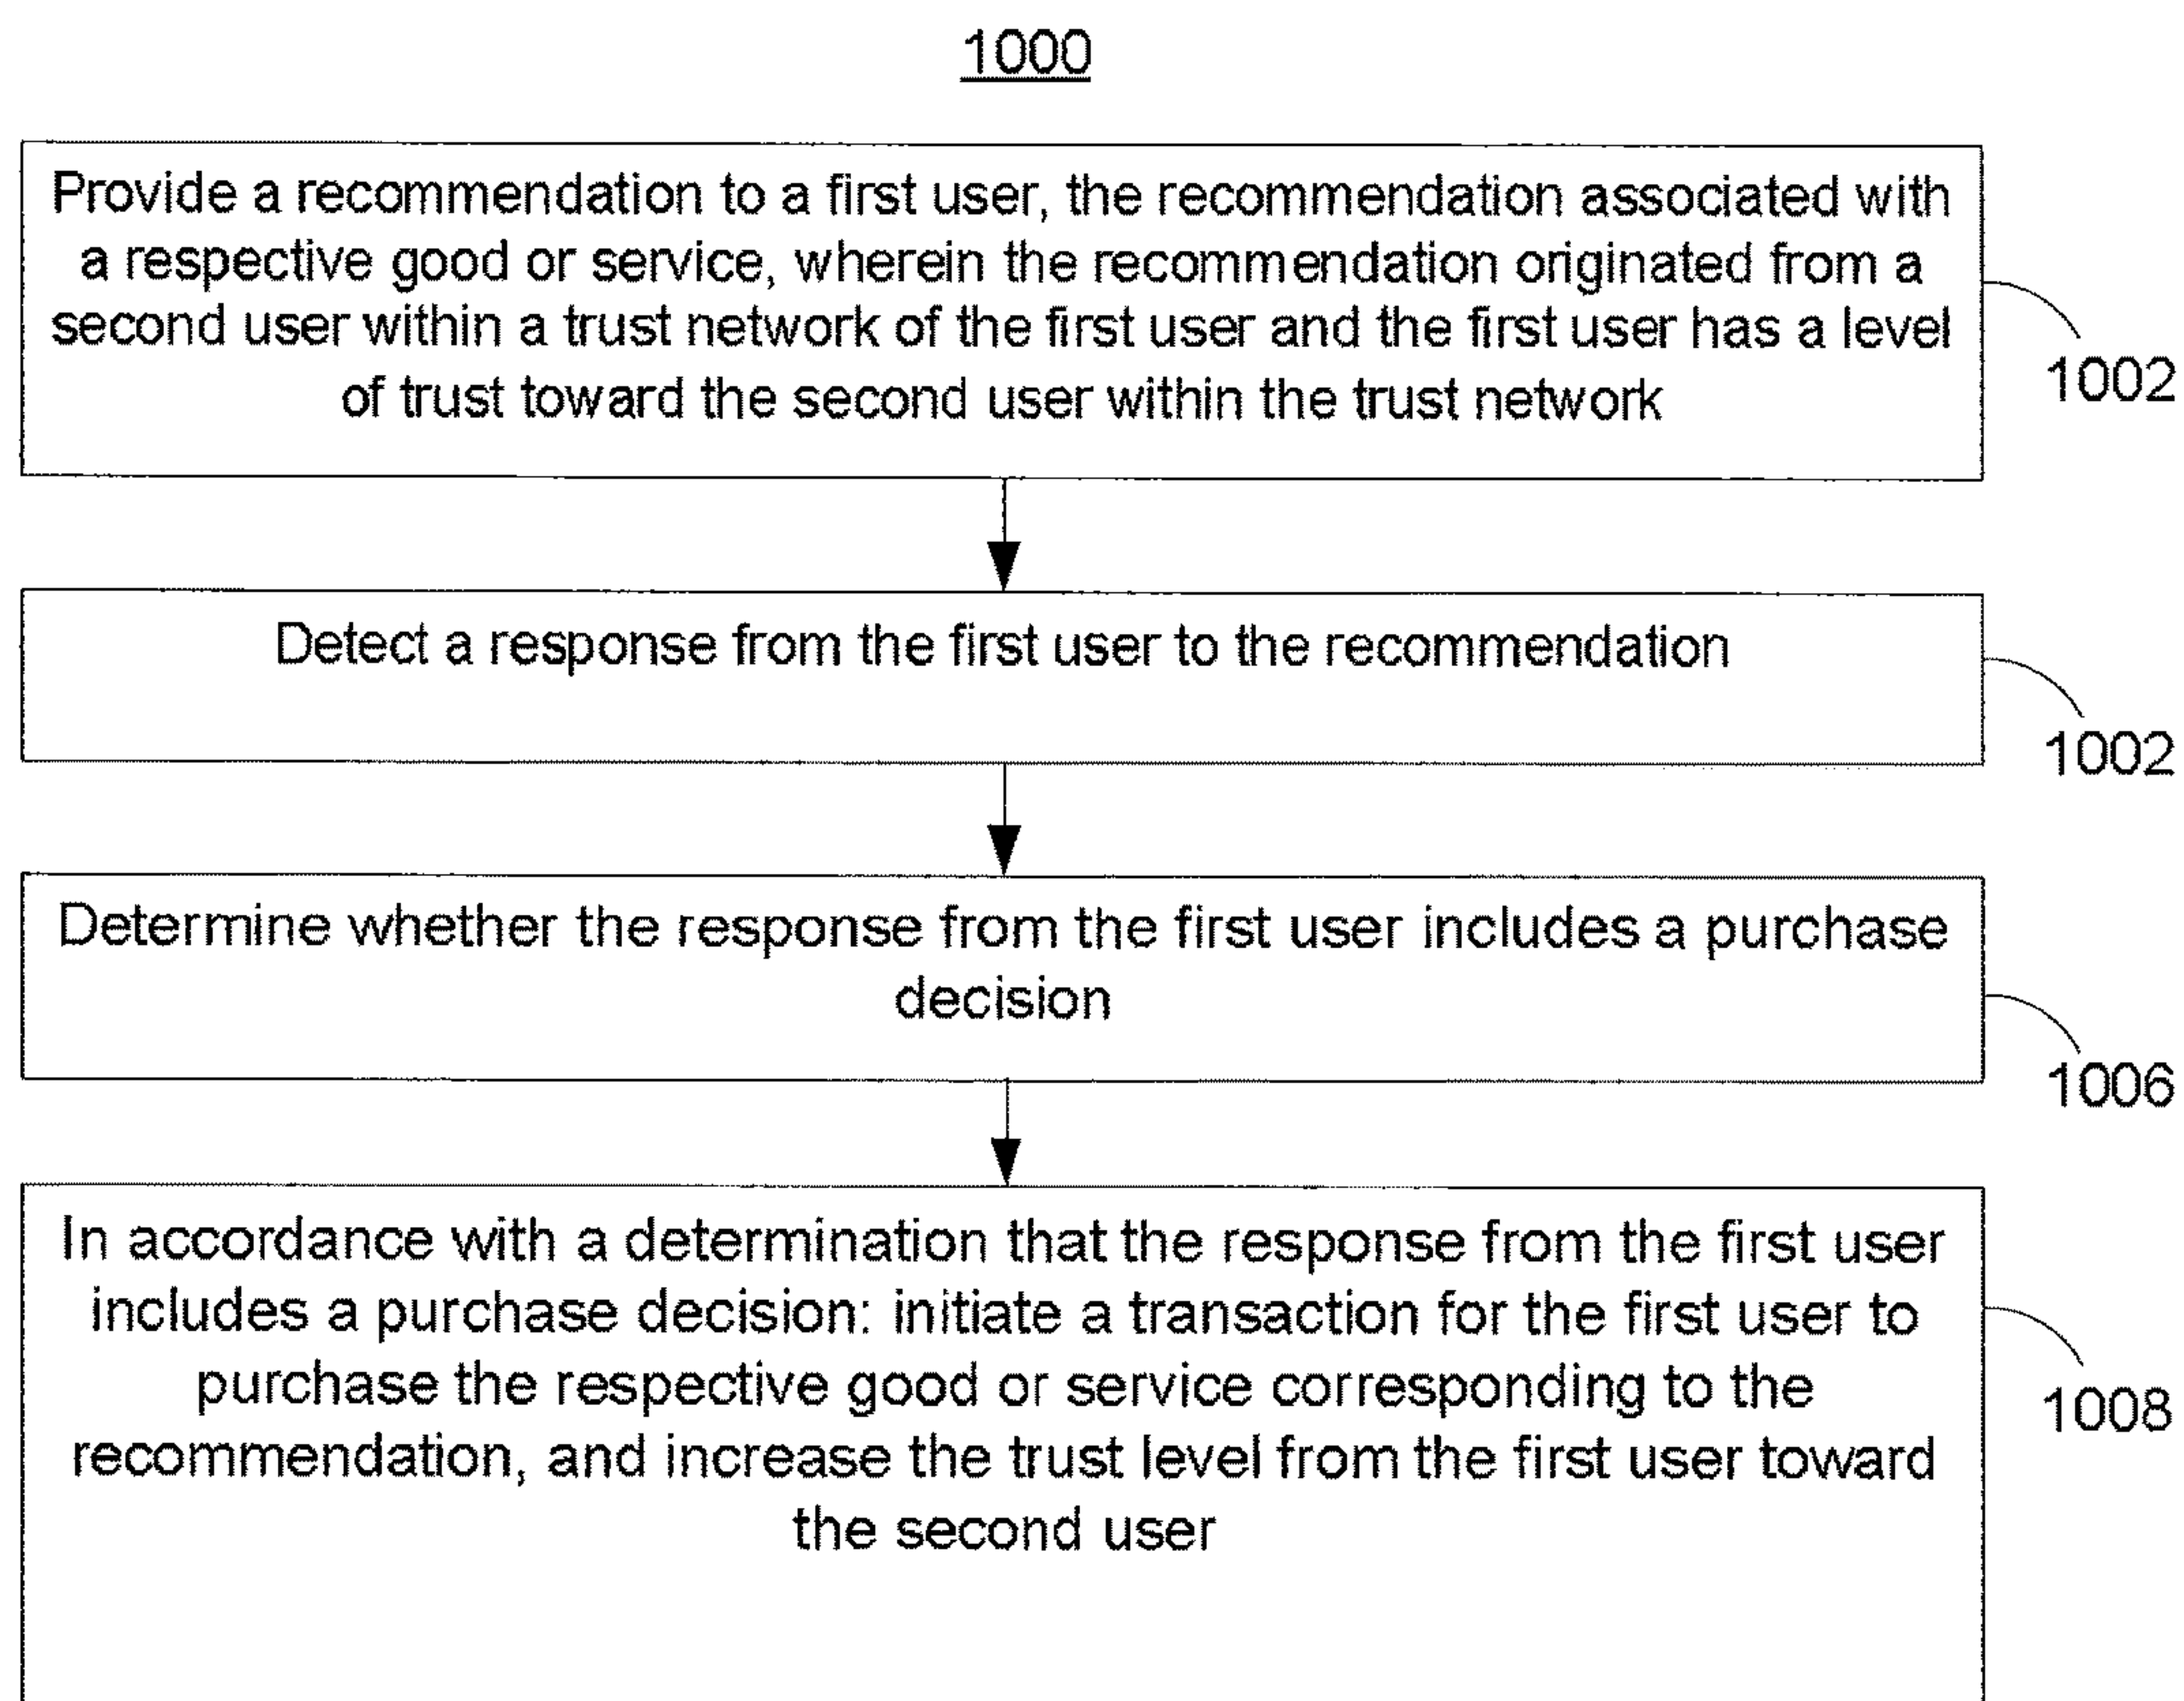 1000
Provide a recommendation to a first user, the recommendation associated with
a respective good or service, wherein the recommendation originated from a
second user within a trust network of the first user and the first user has a level
of trust toward the second user within the trust network
1002
Detect a response from the first user to the recommendation
1002
Determine whether the response from the first user includes a purchase
decision
1006
In accordance with a determination that the response from the first user
includes a purchase decision: initiate a transaction for the first user to
purchase the respective good or service corresponding to the
recommendation, and increase the trust level from the first user toward
the second user
1008